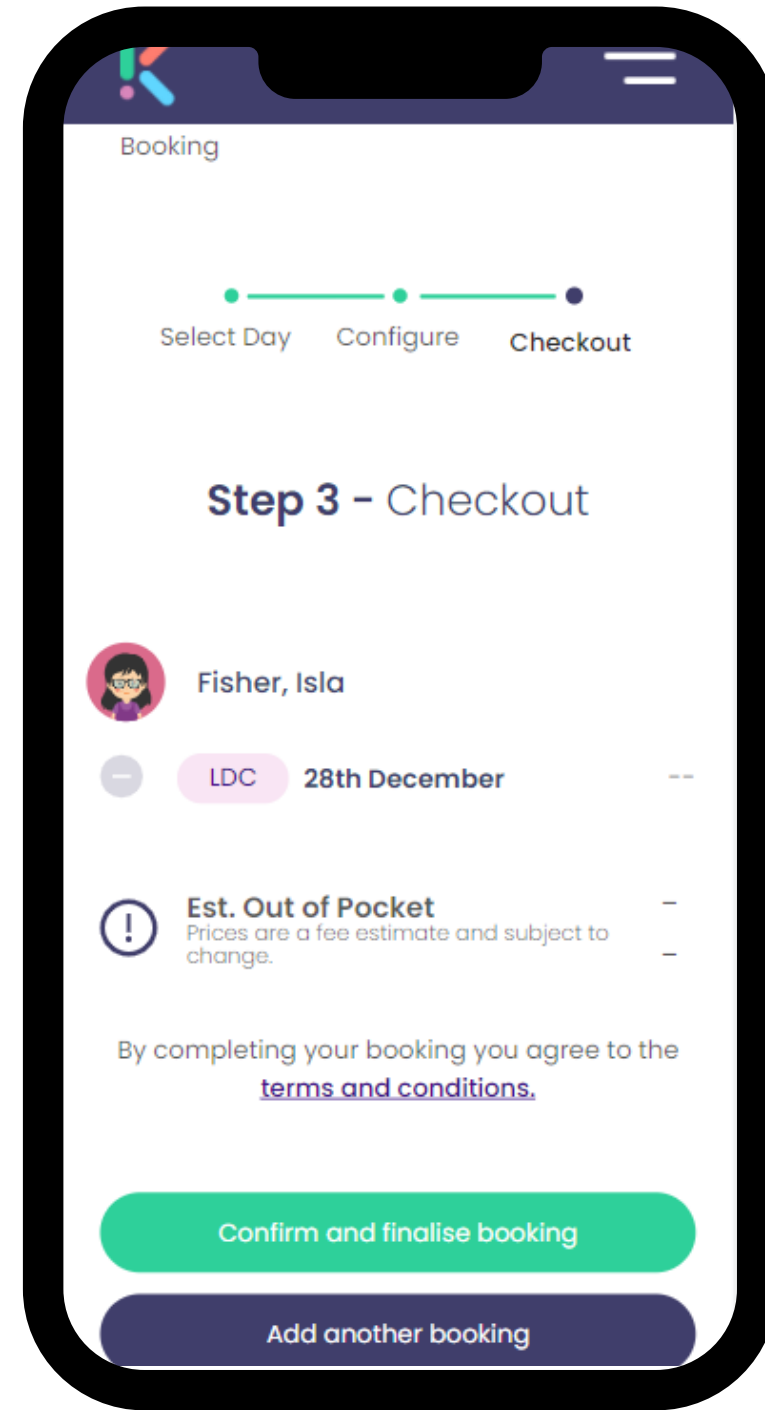 Booking
Select Day Configure Checkout
Step 3 - Checkout
Fisher, Isla
LDC 28th December --
Est. Out of Pocket –
Prices are a fee estimate and subject to
change. –
By completing your booking you agree to the
terms and conditions.
Confirm and finalise booking
Add another booking